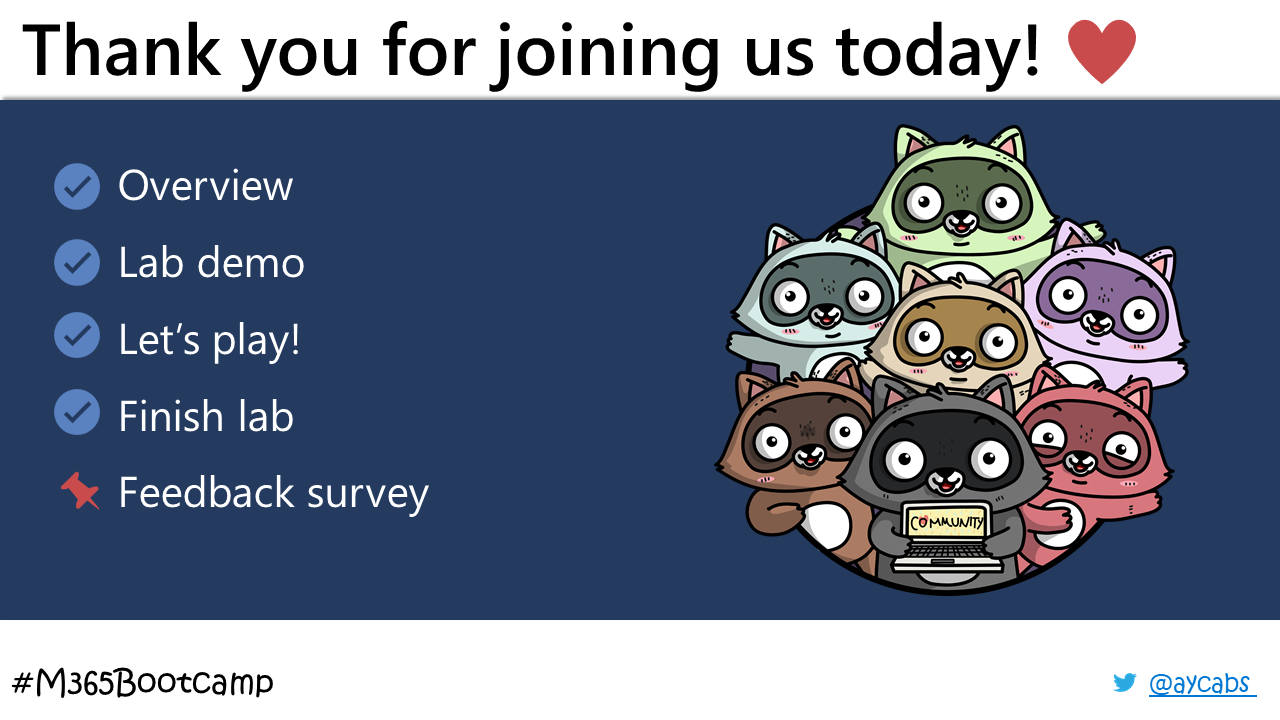 Thank you for joining us today!
Overview
Lab demo
Let’s play!
Finish lab
Feedback survey
COMMUNITY
#M365Bootcamp
@aycabs